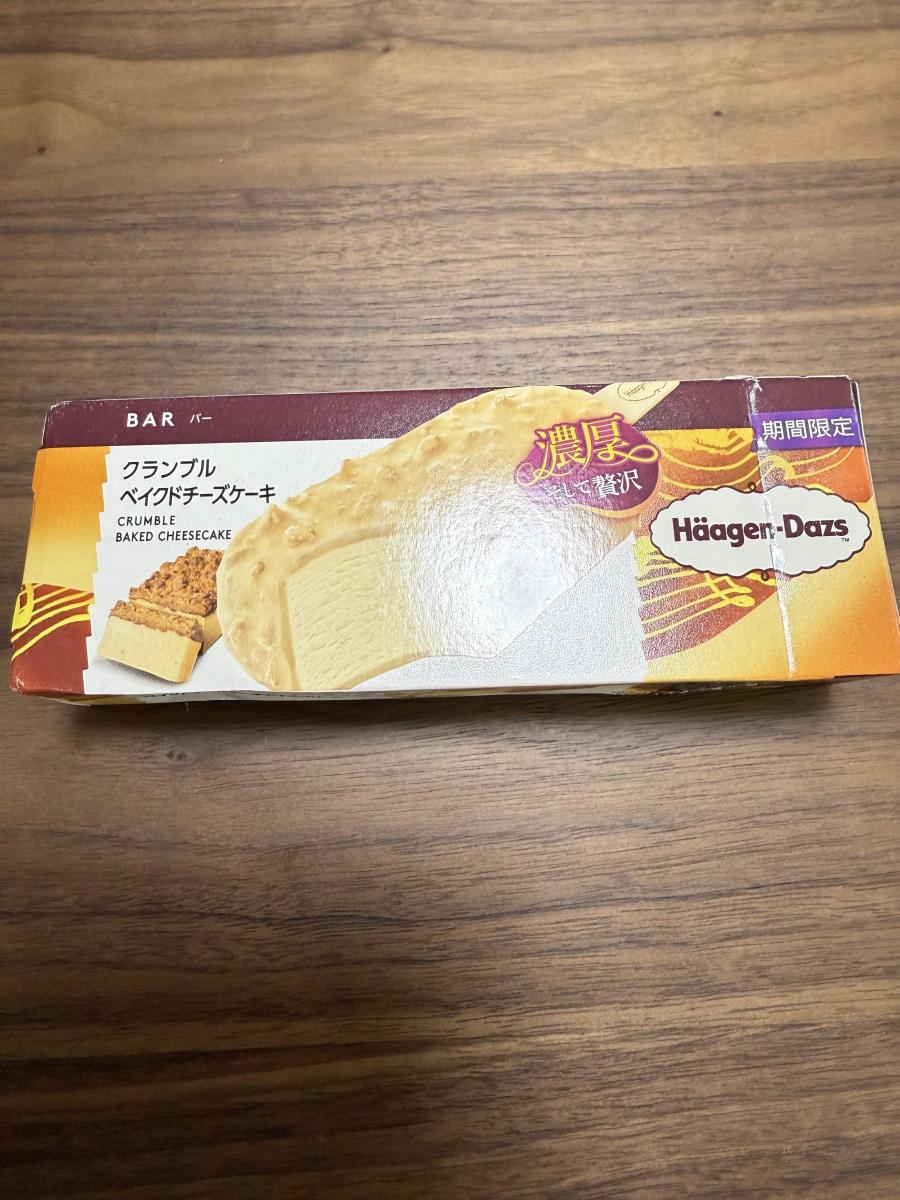 BAR バー
クランブル
ベイクドチーズケーキ
CRUMBLE
BAKED CHEESECAKE
濃厚
そして贅沢
期間限定
Häagen-Dazs
TM